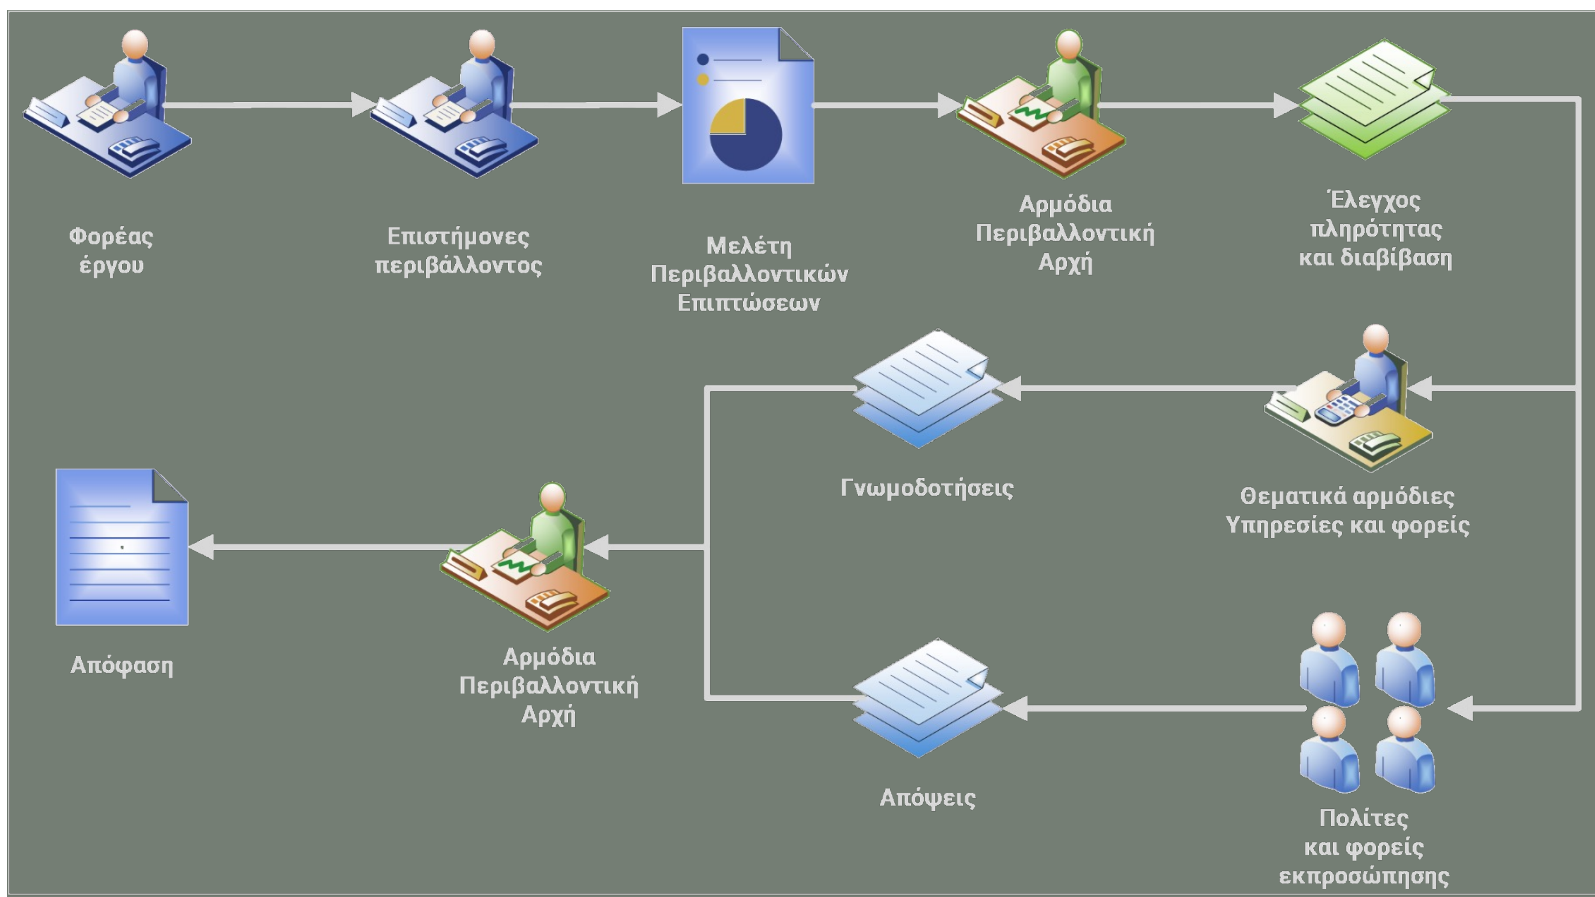 Φορέας
έργου
Επιστήμονες
περιβάλλοντος
Μελέτη
Περιβαλλοντικών
Επιπτώσεων
Αρμόδια
Περιβαλλοντική
Αρχή
Έλεγχος
πληρότητας
και διαβίβαση
Γνωμοδοτήσεις
Θεματικά αρμόδιες
Υπηρεσίες και φορείς
Απόφαση
Αρμόδια
Περιβαλλοντική
Αρχή
Απόψεις
Πολίτες
και φορείς
εκπροσώπησης